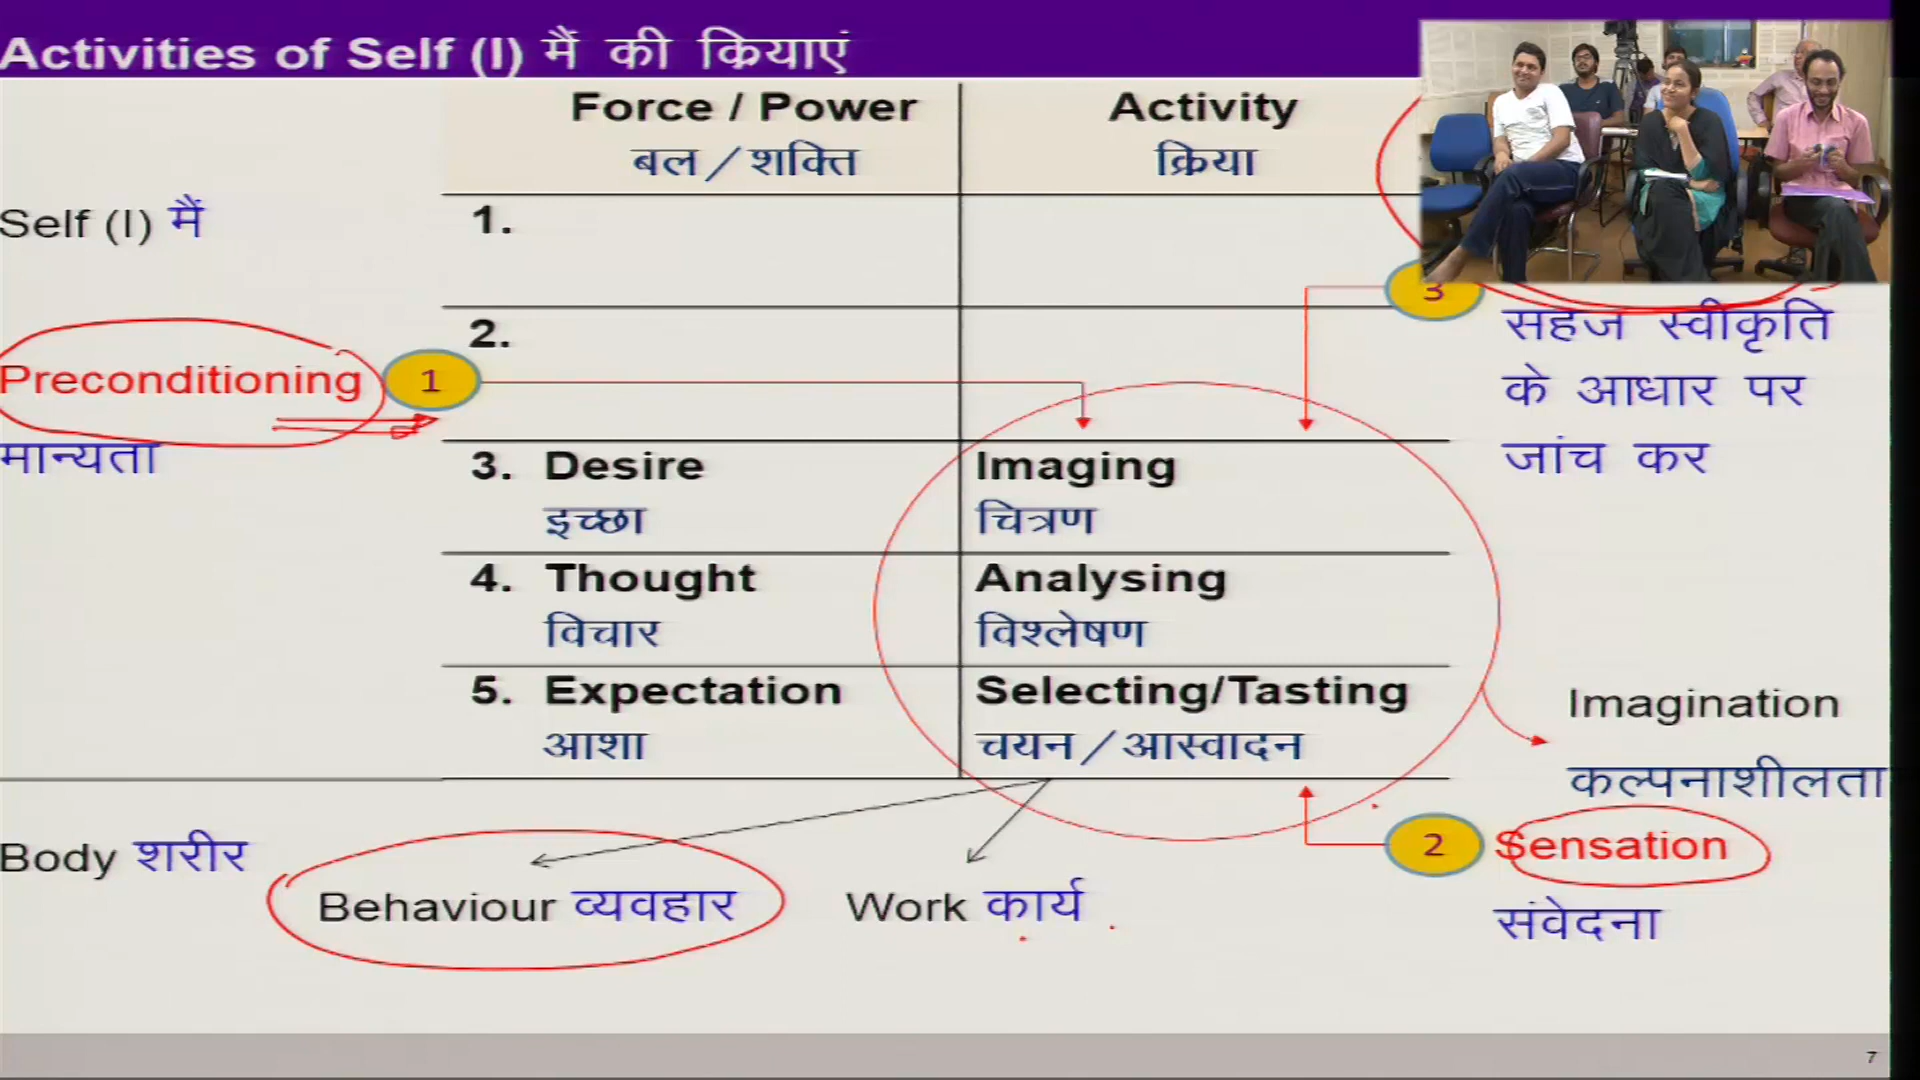 Activities of Self (I) मैं की क्रियाएं
Force / Power
बल / शक्ति
Activity
क्रिया
Self (I) मैं
1.
2.
Preconditioning
1
मान्यता
3
सहज स्वीकृति
के आधार पर
जांच कर
3. Desire
इच्छा
Imaging
चित्रण
4. Thought
विचार
Analysing
विश्लेषण
5. Expectation
आशा
Selecting/Tasting
चयन / आस्वादन
Imagination
कल्पनाशीलता
Body शरीर
Behaviour व्यवहार
Work कार्य
2
Sensation
संवेदना
7